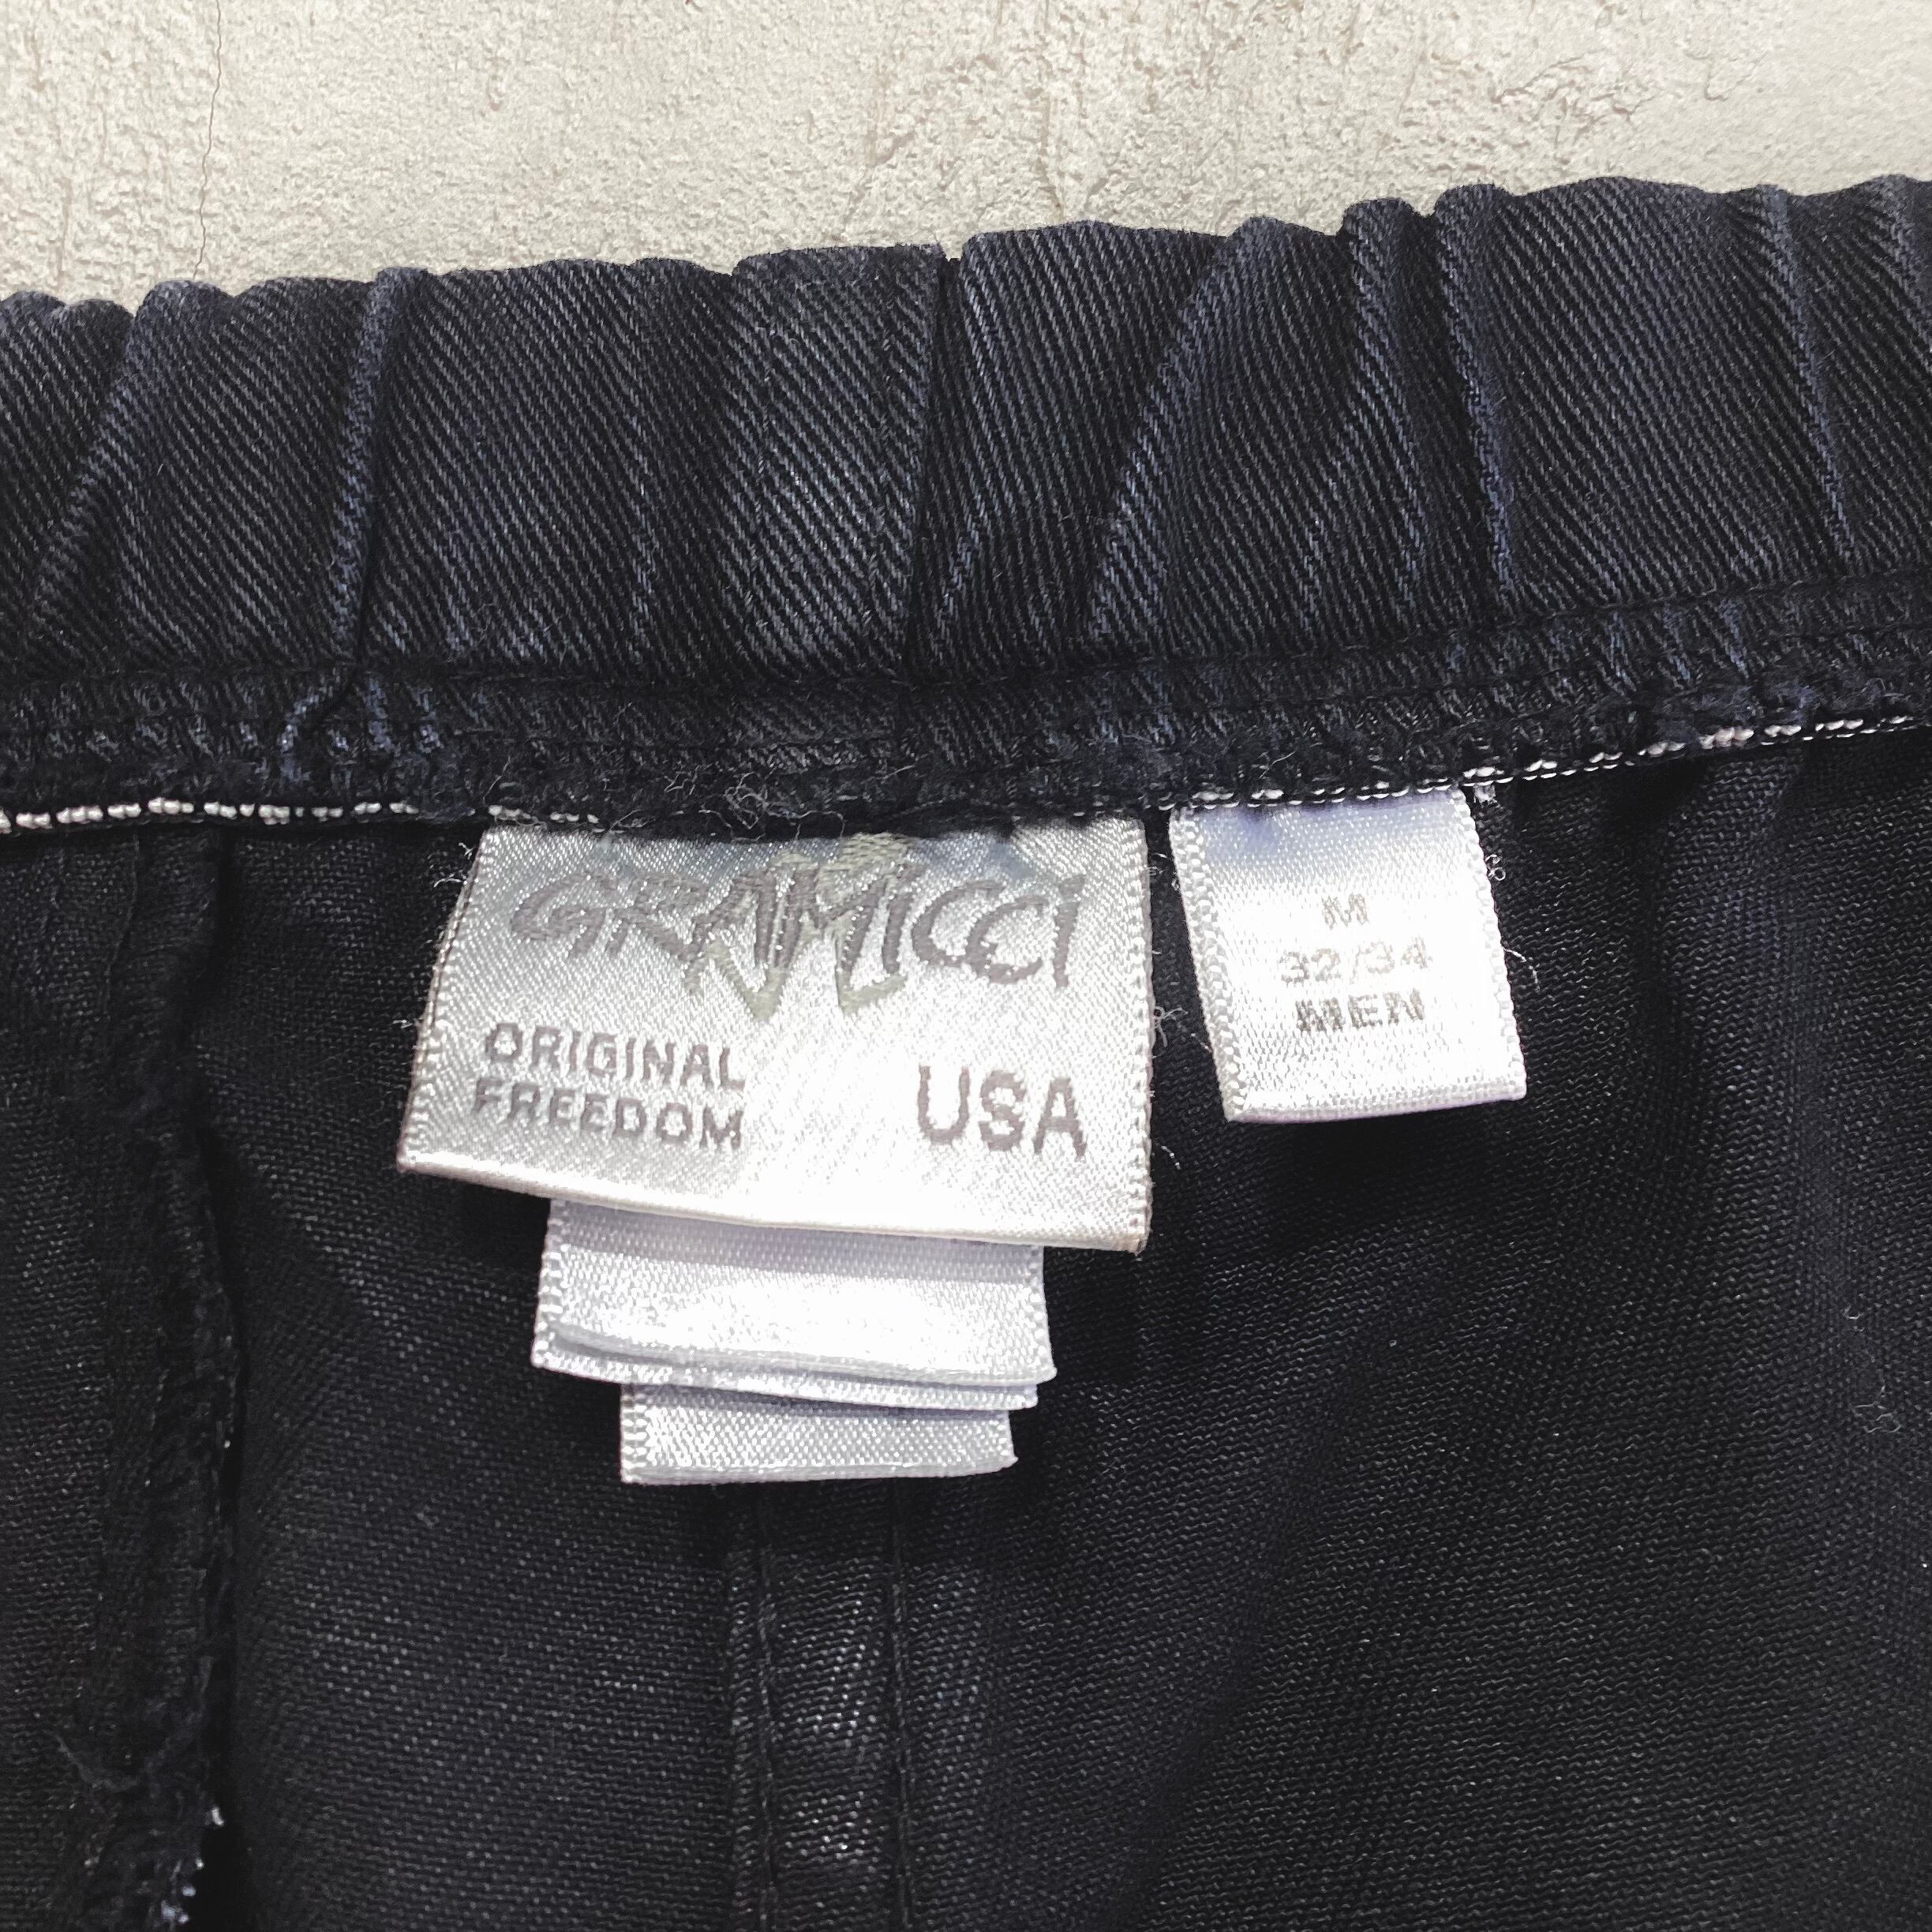 GRAMICCI
ORIGINAL
FREEDOM
USA
M
32/34
MEN